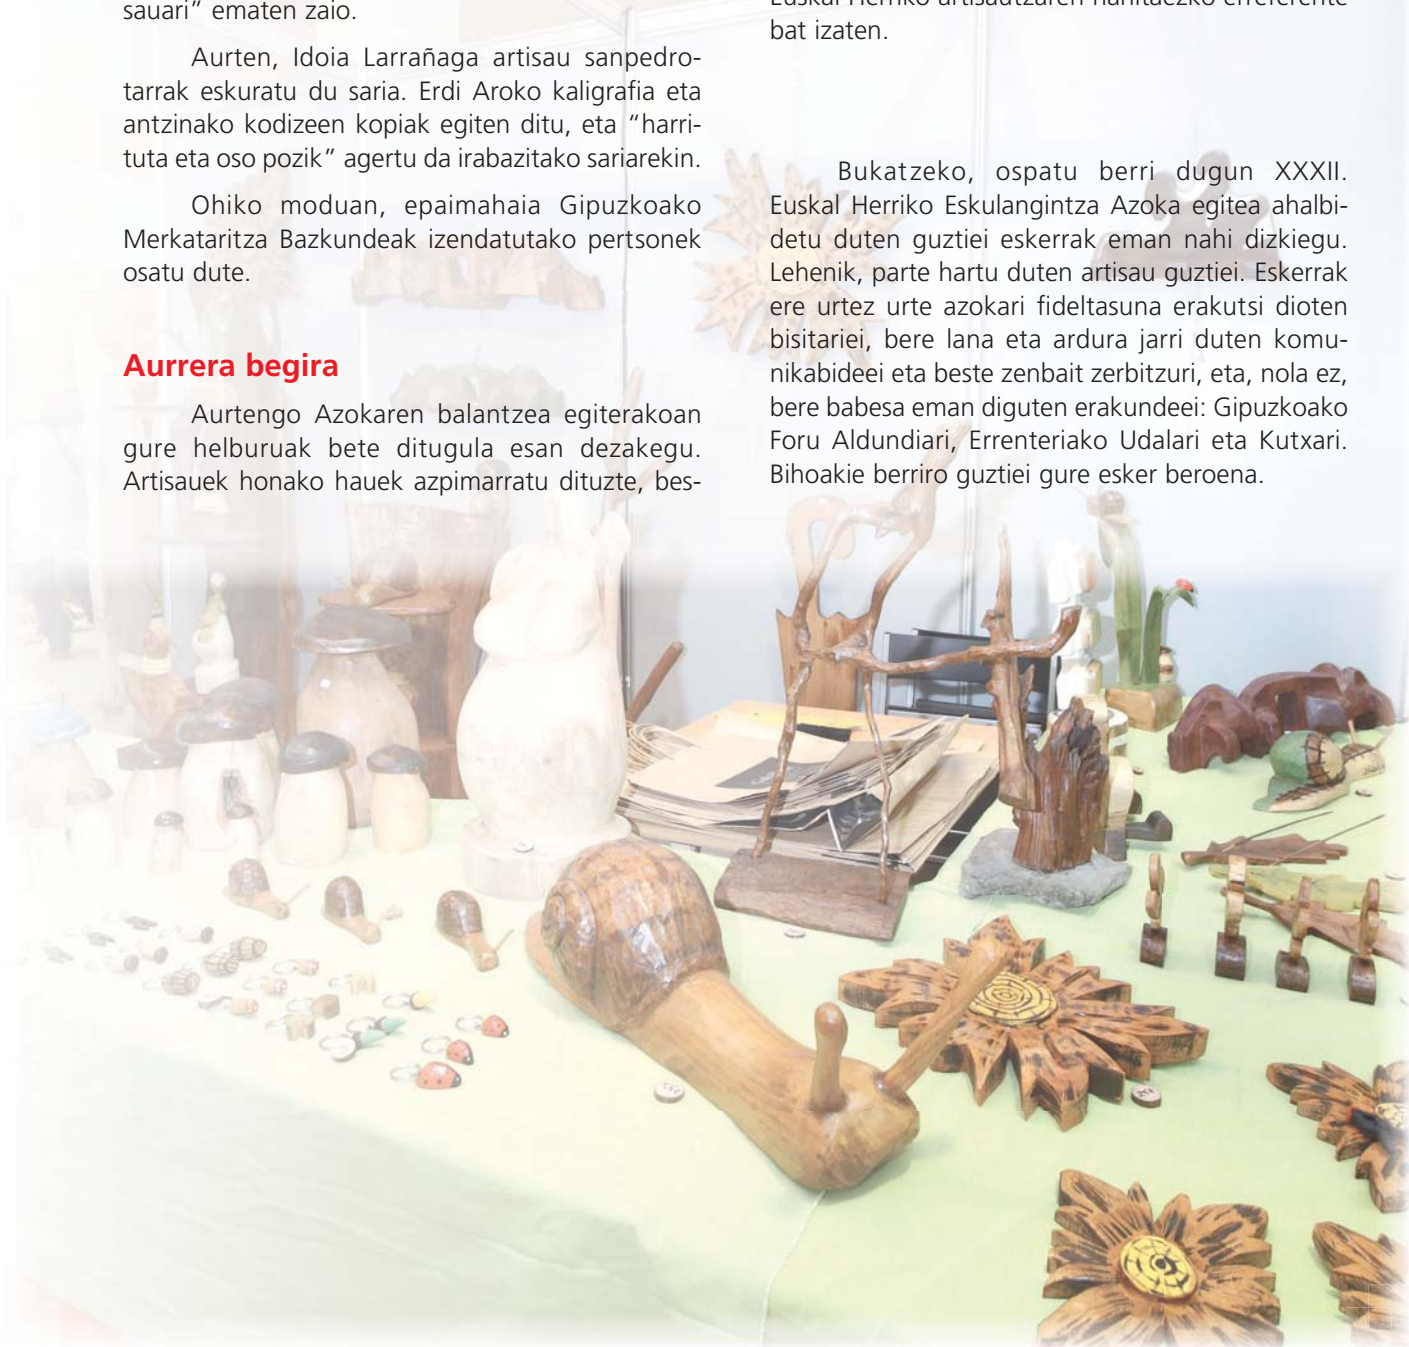 sauari” ematen zaio.
Aurten, Idoia Larrañaga artisau sanpedro-
tarrak eskuratu du saria. Erdi Aroko kaligrafia eta
antzinako kodizeen kopiak egiten ditu, eta “harri-
tuta eta oso pozik” agertu da irabazitako sariarekin.
Ohiko moduan, epaimahaia Gipuzkoako
Merkataritza Bazkundeak izendatutako pertsonek
osatu dute.
Aurrera begira
Aurtengo Azokaren balantzea egiterakoan
gure helburuak bete ditugula esan dezakegu.
Artisauek honako hauek azpimarratu dituzte, bes-
Euskal Herriko artisautzaren nahitaezko erreferente
bat izaten.
Bukatzeko, ospatu berri dugun XXXII.
Euskal Herriko Eskulangintza Azoka egitea ahalbi-
detu duten guztiei eskerrak eman nahi dizkiegu.
Lehenik, parte hartu duten artisau guztiei. Eskerrak
ere urtez urte azokari fideltasuna erakutsi dioten
bisitariei, bere lana eta ardura jarri duten komu-
nikabideei eta beste zenbait zerbitzuri, eta, nola ez,
bere babesa eman diguten erakundeei: Gipuzkoako
Foru Aldundiari, Errenteriako Udalari eta Kutxari.
Bihoakie berriro guztiei gure esker beroena.